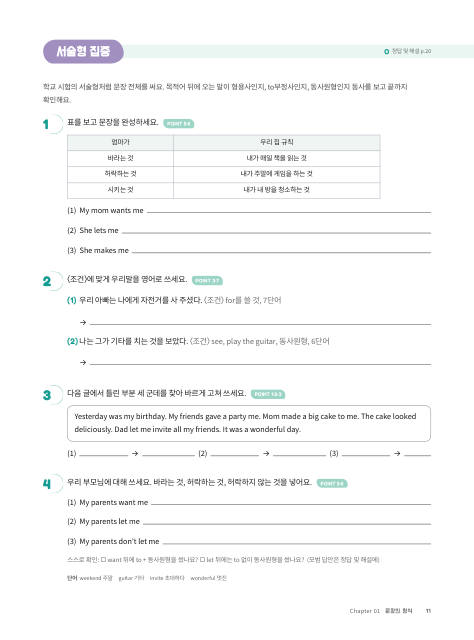 서술형 집중
정답 및 해설 p.20
학교 시험의 서술형처럼 문장 전체를 써요. 목적어 뒤에 오는 말이 형용사인지, to부정사인지, 동사원형인지 동사를 보고 끝까지
확인해요.
1 표를 보고 문장을 완성하세요. POINT 5-6
엄마가 우리 집 규칙
바라는 것 내가 매일 책을 읽는 것
허락하는 것 내가 주말에 게임을 하는 것
시키는 것 내가 내 방을 청소하는 것
(1) My mom wants me
(2) She lets me
(3) She makes me
2 〈조건〉에 맞게 우리말을 영어로 쓰세요. POINT 3-7
(1) 우리 아빠는 나에게 자전거를 사 주셨다. 〈조건〉 for를 쓸 것, 7단어
→
(2) 나는 그가 기타를 치는 것을 보았다. 〈조건〉 see, play the guitar, 동사원형, 6단어
→
3 다음 글에서 틀린 부분 세 군데를 찾아 바르게 고쳐 쓰세요.
Yesterday was my birthday. My friends gave a party me. Mom made a big cake to me. The cake looked
deliciously. Dad let me invite all my friends. It was a wonderful day.
(1) → (2) → (3) →
4 우리 부모님에 대해 쓰세요. 바라는 것, 허락하는 것, 허락하지 않는 것을 넣어요. POINT 5-6
(1) My parents want me
(2) My parents let me
(3) My parents don't let me
스스로 확인: □ want 뒤에 to + 동사원형을 썼나요? □ let 뒤에는 to 없이 동사원형을 썼나요? (모범 답안은 정답 및 해설에)
단어 weekend 주말 guitar 기타 invite 초대하다 wonderful 멋진
Chapter 01 문장의 형식 11